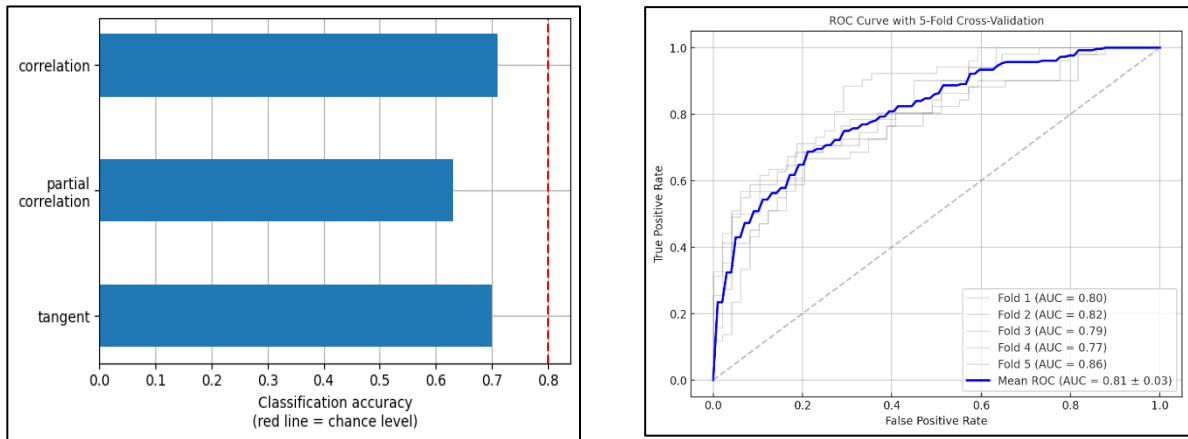 correlation
partial
correlation
tangent
0.0 0.1 0.2 0.3 0.4 0.5 0.6 0.7 0.8
Classification accuracy
(red line = chance level)
ROC Curve with 5-Fold Cross-Validation
True Positive Rate
1.0
0.8
0.6
0.4
0.2
0.0
Fold 1 (AUC = 0.80)
Fold 2 (AUC = 0.82)
Fold 3 (AUC = 0.79)
Fold 4 (AUC = 0.77)
Fold 5 (AUC = 0.86)
Mean ROC (AUC = 0.81 ± 0.03)
0.0 0.2 0.4 0.6 0.8 1.0
False Positive Rate